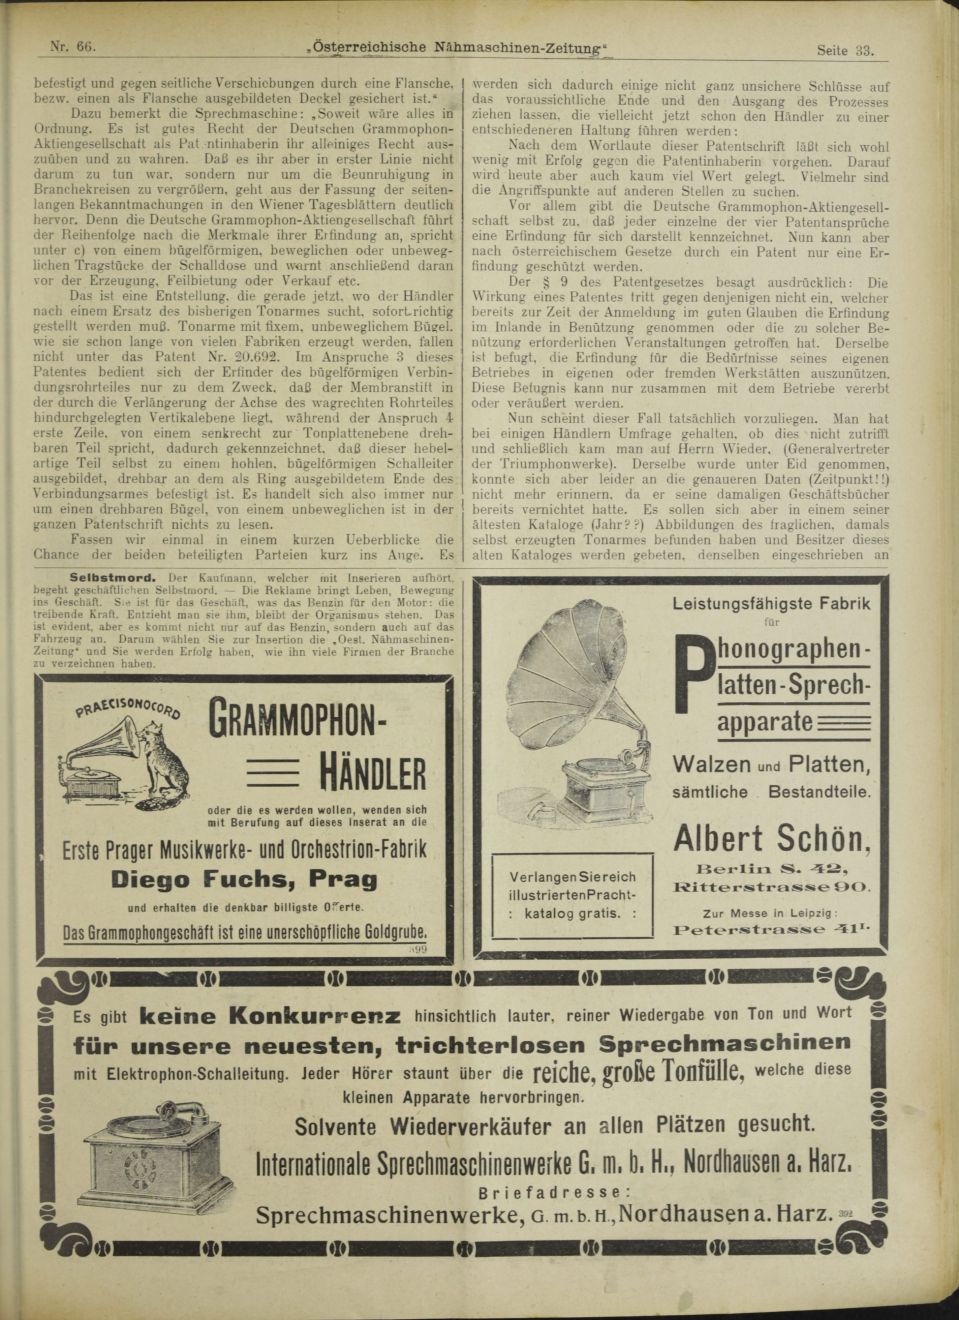 Nr. 66.
„Österreichische Nähmaschinen-Zeitung“
Seite 33.
befestigt und gegen seitliche Verschiebungen durch eine Flansche,
bezw. einen als Flansche ausgebildeten Deckel gesichert ist.“
Dazu bemerkt die Sprechmaschine: „Soweit wäre alles in
Ordnung. Es ist gutes Recht der Deutschen Grammophon-
Aktiengesellschaft als Pat ntinhaberin ihr alleiniges Recht aus-
zuüben und zu wahren. Daß es ihr aber in erster Linie nicht
darum zu tun war, sondern nur um die Beunruhigung in
Branchekreisen zu vergrößern, geht aus der Fassung der seiten-
langen Bekanntmachungen in den Wiener Tagesblättern deutlich
hervor. Denn die Deutsche Grammophon-Aktiengesellschaft führt
der Reihenfolge nach die Merkmale ihrer Erfindung an, spricht
unter c) von einem bügelförmigen, beweglichen oder unbeweg-
lichen Tragstücke der Schalldose und warnt anschließend daran
vor der Erzeugung, Feilbietung oder Verkauf etc.
Das ist eine Entstellung, die gerade jetzt, wo der Händler
nach einem Ersatz des bisherigen Tonarmes sucht, sofort richtig
gestellt werden muß. Tonarme mit fixem, unbeweglichem Bügel,
wie sie schon lange von vielen Fabriken erzeugt werden, fallen
nicht unter das Patent Nr. 20.692. Im Anspruche 3 dieses
Patentes bedient sich der Erfinder des bügelförmigen Verbin-
dungsrohrteiles nur zu dem Zweck, daß der Membranstift in
der durch die Verlängerung der Achse des wagrechten Rohrteiles
hindurchgelegten Vertikalebene liegt, während der Anspruch 4
erste Zeile, von einem senkrecht zur Tonplattenebene dreh-
baren Teil spricht, dadurch gekennzeichnet, daß dieser hebel-
artige Teil selbst zu einem hohlen, bügelförmigen Schalleiter
ausgebildet, drehbar an dem als Ring ausgebildetem Ende des
Verbindungsarmes befestigt ist. Es handelt sich also immer nur
um einen drehbaren Bügel, von einem unbeweglichen ist in der
ganzen Patentschrift nichts zu lesen.
Fassen wir einmal in einem kurzen Ueberblicke die
Chance der beiden beteiligten Parteien kurz ins Auge. Es
werden sich dadurch einige nicht ganz unsichere Schlüsse auf
das voraussichtliche Ende und den Ausgang des Prozesses
ziehen lassen, die vielleicht jetzt schon den Händler zu einer
entschiedeneren Haltung führen werden:
Nach dem Wortlaute dieser Patentschrift läßt sich wohl
wenig mit Erfolg gegen die Patentinhaberin vorgehen. Darauf
wird heute aber auch kaum viel Wert gelegt. Vielmehr sind
die Angriffspunkte auf anderen Stellen zu suchen.
Vor allem gibt die Deutsche Grammophon-Aktiengesell-
schaft selbst zu, daß jeder einzelne der vier Patentansprüche
eine Erfindung für sich darstellt kennzeichnet. Nun kann aber
nach österreichischem Gesetze durch ein Patent nur eine Er-
findung geschützt werden.
Der § 9 des Patentgesetzes besagt ausdrücklich: Die
Wirkung eines Patentes tritt gegen denjenigen nicht ein, welcher
bereits zur Zeit der Anmeldung im guten Glauben die Erfindung
im Inlande in Benützung genommen oder die zu solcher Be-
nützung erforderlichen Veranstaltungen getroffen hat. Derselbe
ist befugt, die Erfindung für die Bedürfnisse seines eigenen
Betriebes in eigenen oder fremden Werkstätten auszunützen.
Diese Befugnis kann nur zusammen mit dem Betriebe vererbt
oder veräußert werden.
Nun scheint dieser Fall tatsächlich vorzuliegen. Man hat
bei einigen Händlern Umfrage gehalten, ob dies nicht zutrifft
und schließlich kam man auf Herrn Wieder, (Generalvertreter
der Triumphonwerke). Derselbe wurde unter Eid genommen,
konnte sich aber leider an die genaueren Daten (Zeitpunkt!!)
nicht mehr erinnern, da er seine damaligen Geschäftsbücher
bereits vernichtet hatte. Es sollen sich aber in einem seiner
ältesten Kataloge (Jahr??) Abbildungen des fraglichen, damals
selbst erzeugten Tonarmes befunden haben und Besitzer dieses
alten Kataloges werden gebeten, denselben eingeschrieben an
Selbstmord. Der Kaufmann, welcher mit Inserieren aufhört,
begeht geschäftlichen Selbstmord. — Die Reklame bringt Leben, Bewegung
ins Geschäft. Sie ist für das Geschäft, was das Benzin für den Motor: die
treibende Kraft. Entzieht man sie ihm, bleibt der Organismus stehen. Das
ist evident, aber es kommt nicht nur auf das Benzin, sondern auch auf das
Fahrzeug an. Darum wählen Sie zur Insertion die „Oest. Nähmaschinen-
Zeitung“ und Sie werden Erfolg haben, wie ihn viele Firmen der Branche
zu verzeichnen haben.
PRAECISONOCORD
GRAMMOPHON-
HÄNDLER
oder die es werden wollen, wenden sich
mit Berufung auf dieses Inserat an die
Erste Prager Musikwerke- und Orchestrion-Fabrik
Diego Fuchs, Prag
und erhalten die denkbar billigste Offerte.
Das Grammophongeschäft ist eine unerschöpfliche Goldgrube.
399
Leistungsfähigste Fabrik
für
Phonographen-
Platten-Sprech-
apparate
Walzen und Platten,
sämtliche Bestandteile.
Albert Schön,
Berlin S. 42,
Ritterstrasse 90.
Zur Messe in Leipzig:
Peterstrasse 41I.
Verlangen Sie reich
illustrierten Pracht-
: katalog gratis. :
Es gibt keine Konkurrenz hinsichtlich lauter, reiner Wiedergabe von Ton und Wort
für unsere neuesten, trichterlosen Sprechmaschinen
mit Elektrophon-Schalleitung. Jeder Hörer staunt über die reiche, große Tonfülle, welche diese
kleinen Apparate hervorbringen.
Solvente Wiederverkäufer an allen Plätzen gesucht.
Internationale Sprechmaschinenwerke G. m. b. H., Nordhausen a. Harz.
Briefadresse:
Sprechmaschinenwerke, G. m. b. H., Nordhausen a. Harz. 392